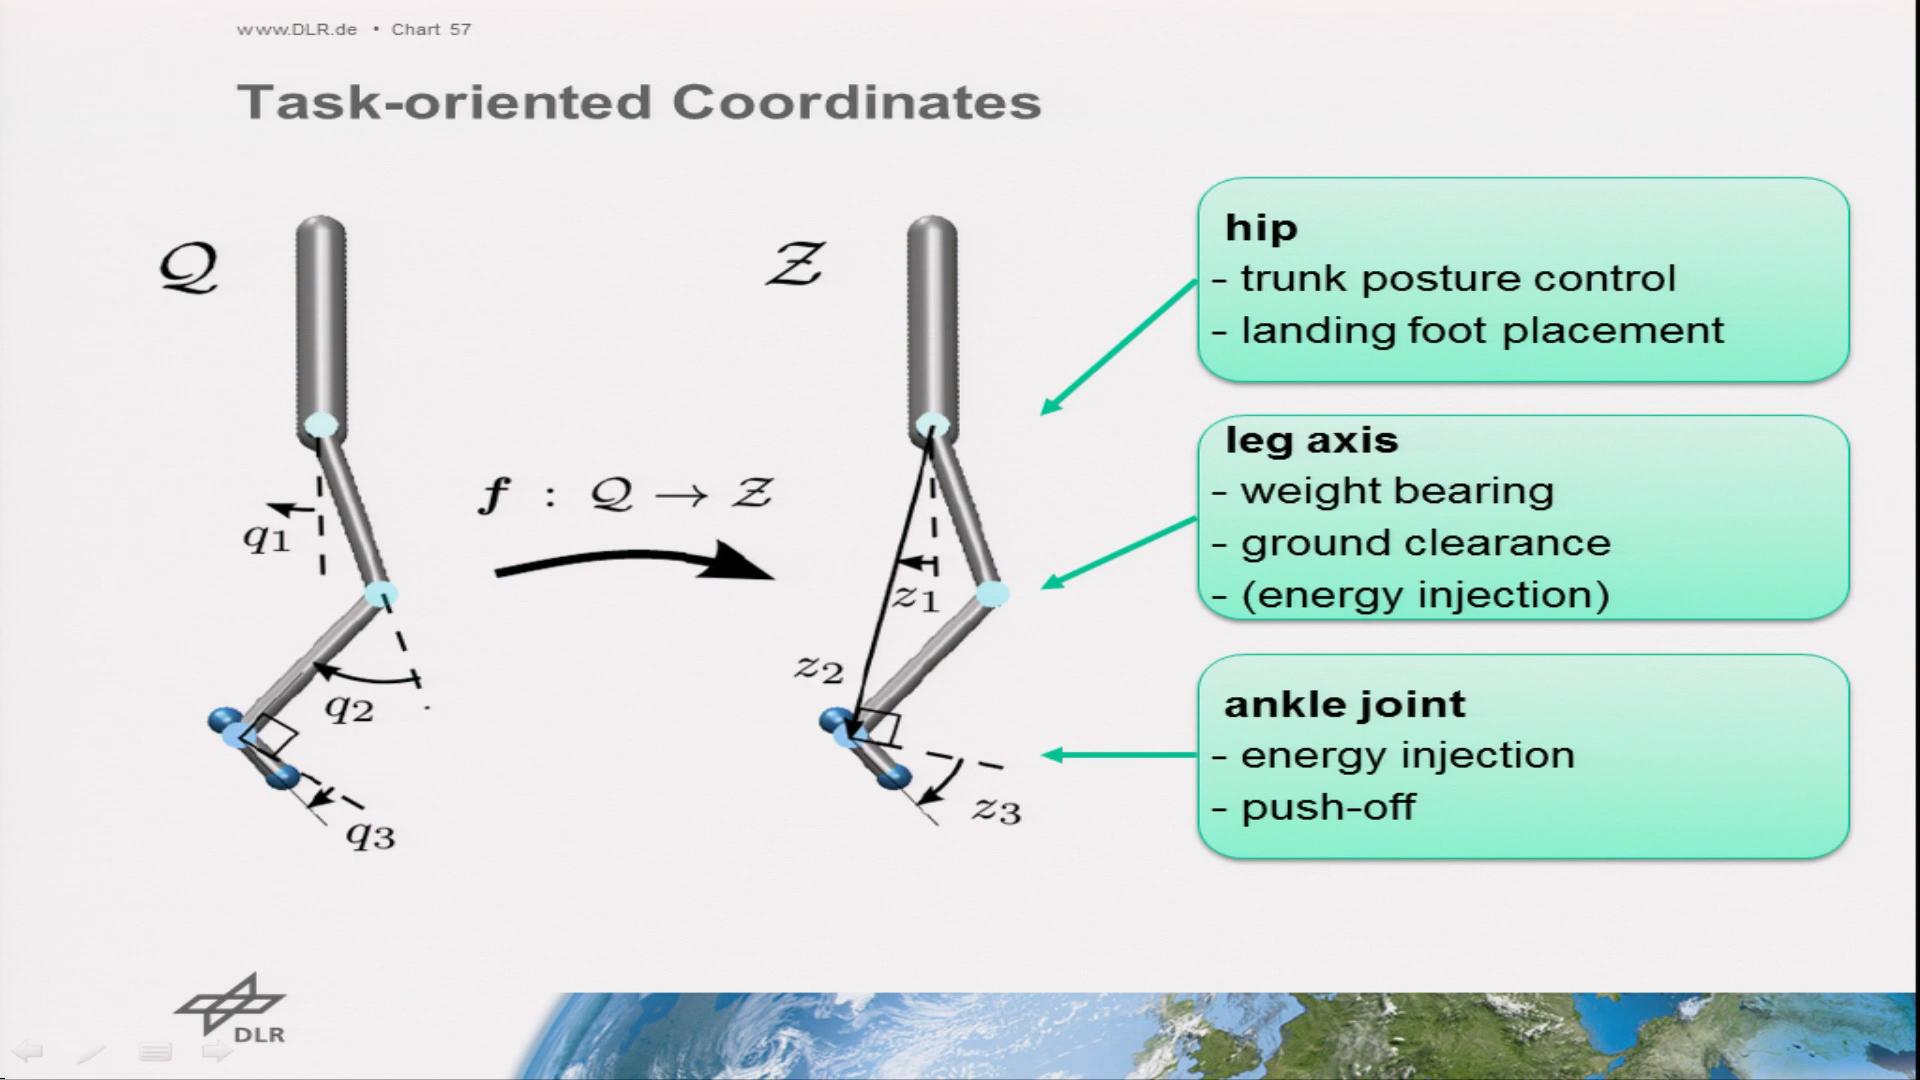 www.DLR.de • Chart 57
Task-oriented Coordinates
𝒬
q1
q2
q3
f : 𝒬 → 𝒵
𝒵
z1
z2
z3
hip
- trunk posture control
- landing foot placement
leg axis
- weight bearing
- ground clearance
- (energy injection)
ankle joint
- energy injection
- push-off
DLR